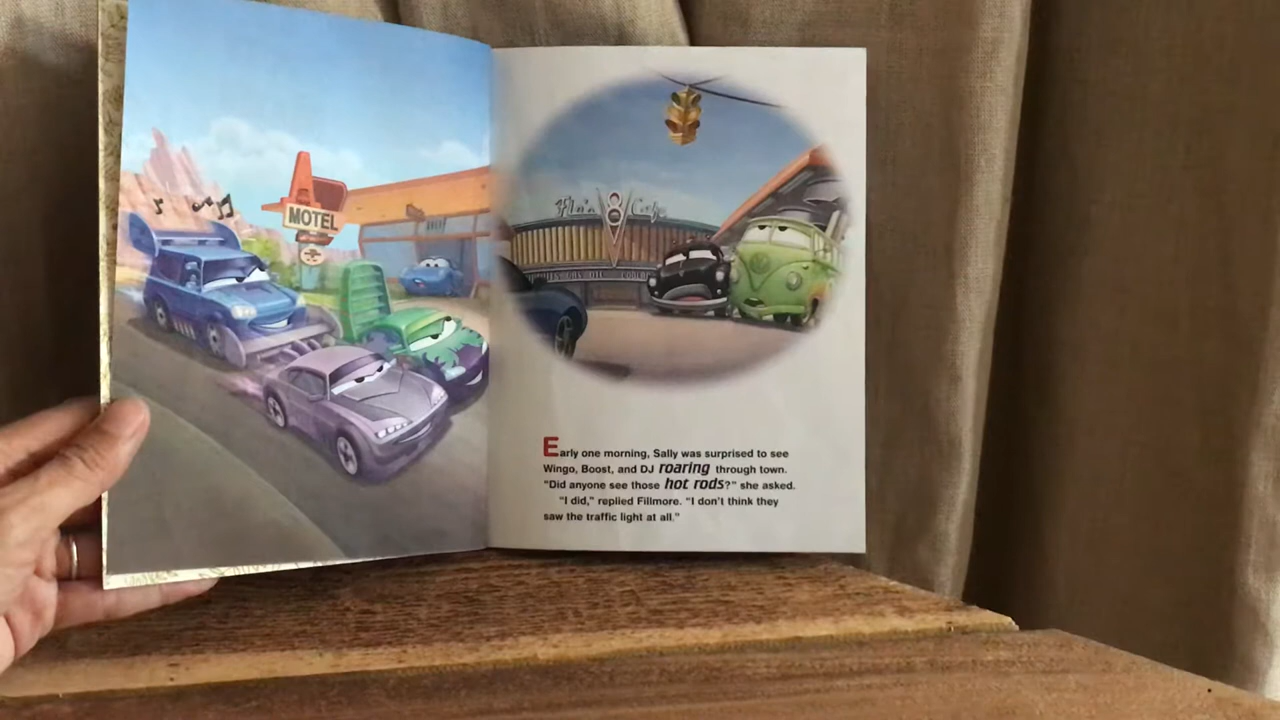 MOTEL
Flo's V8 Cafe
Early one morning, Sally was surprised to see
Wingo, Boost, and DJ roaring through town.
"Did anyone see those hot rods?" she asked.
"I did," replied Fillmore. "I don't think they
saw the traffic light at all."